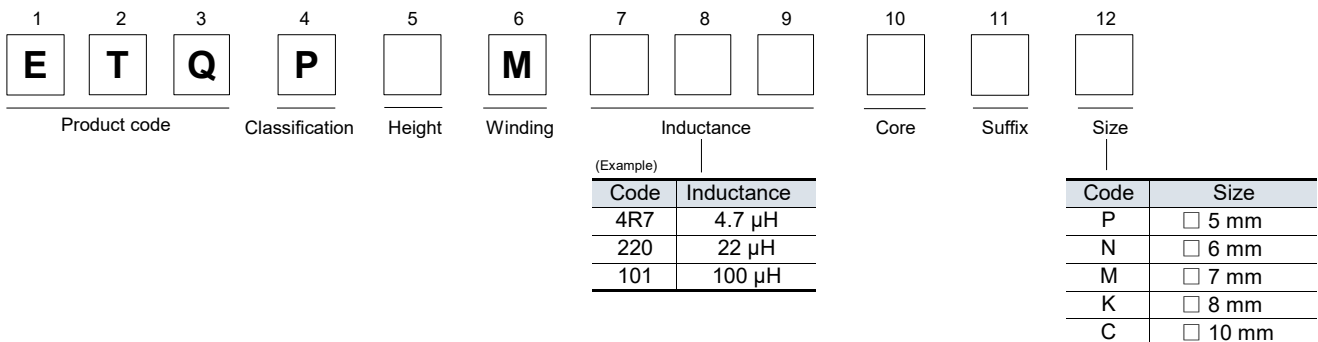 1 2 3 4 5 6 7 8 9 10 11 12
E T Q P M
Product code Classification Height Winding Inductance Core Suffix Size
(Example)
Code Inductance
4R7 4.7 µH
220 22 µH
101 100 µH
Code Size
P □ 5 mm
N □ 6 mm
M □ 7 mm
K □ 8 mm
C □ 10 mm